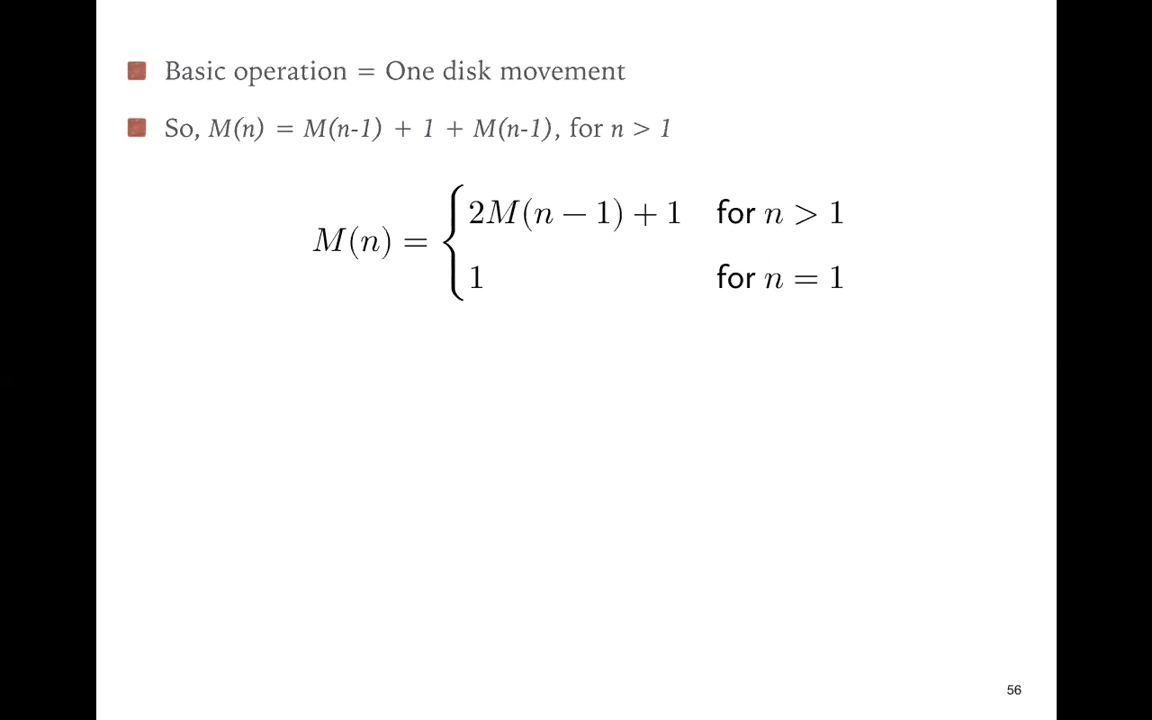 Basic operation = One disk movement
So, M(n) = M(n-1) + 1 + M(n-1), for n > 1
M(n) = { 2M(n − 1) + 1 for n > 1
1 for n = 1
56